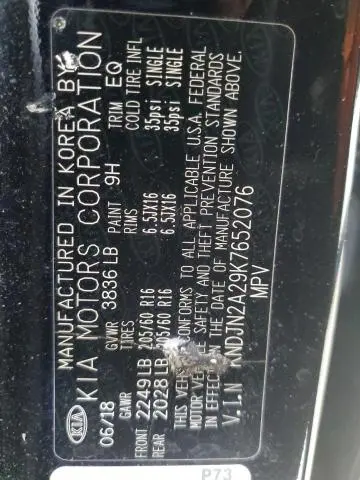 MANUFACTURED IN KOREA BY
KIA MOTORS CORPORATION
KIA
06/18 GVWR 3836 LB PAINT 9H TRIM EQ
GAWR TIRES RIMS COLD TIRE INFL
FRONT 2249 LB 205/60 R16 6.5JX16 35psi SINGLE
REAR 2028 LB 205/60 R16 6.5JX16 35psi SINGLE
THIS CONFORMS TO ALL APPLICABLE U.S.A. FEDERAL
MOTOR SAFETY AND THEFT PREVENTION STANDARDS
IN EFFECT THE DATE OF MANUFACTURE SHOWN ABOVE.
V.I.N KNDJN2A29K7652076
MPV
P73